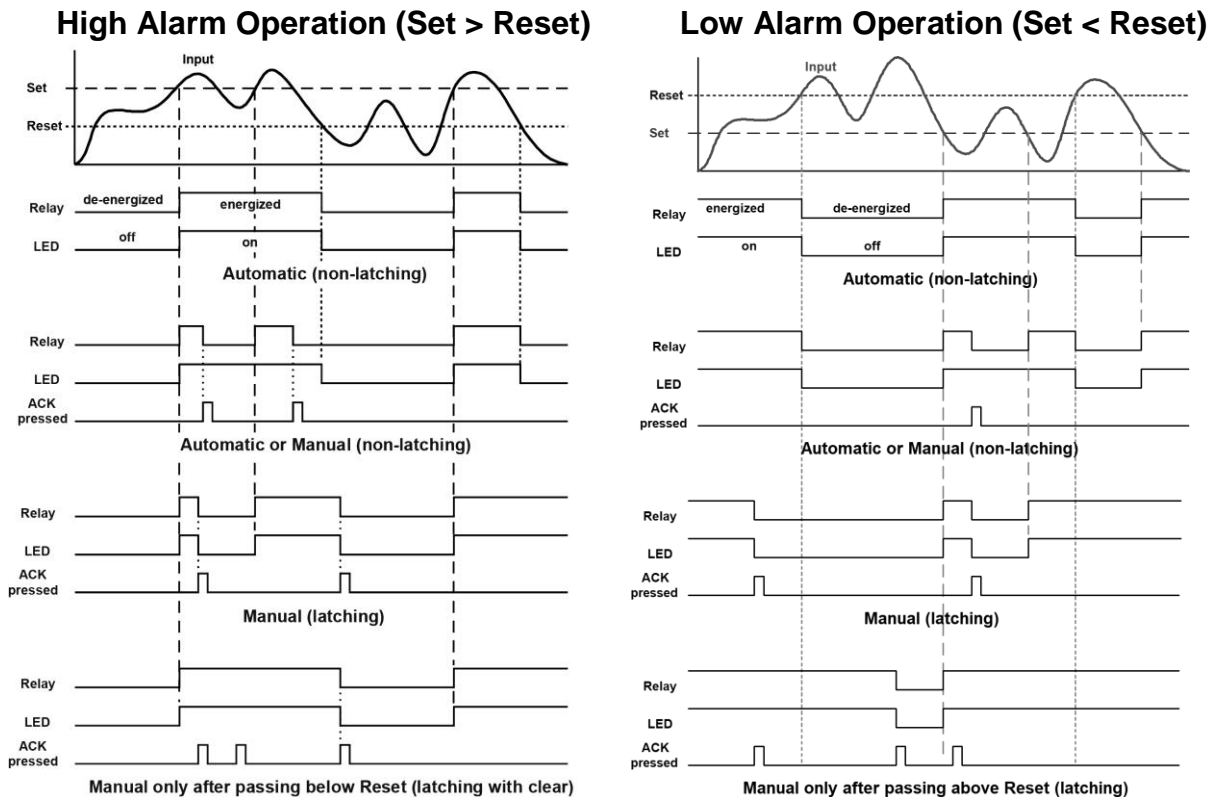 High Alarm Operation (Set > Reset)
Input
Set
Reset
Relay
de-energized
energized
LED
off
on
Automatic (non-latching)
Relay
LED
ACK
pressed
Automatic or Manual (non-latching)
Relay
LED
ACK
pressed
Manual (latching)
Relay
LED
ACK
pressed
Manual only after passing below Reset (latching with clear)
Low Alarm Operation (Set < Reset)
Input
Reset
Set
energized
de-energized
Relay
on
off
LED
Automatic (non-latching)
Relay
LED
ACK
pressed
Automatic or Manual (non-latching)
Relay
LED
ACK
pressed
Manual (latching)
Relay
LED
ACK
pressed
Manual only after passing above Reset (latching)